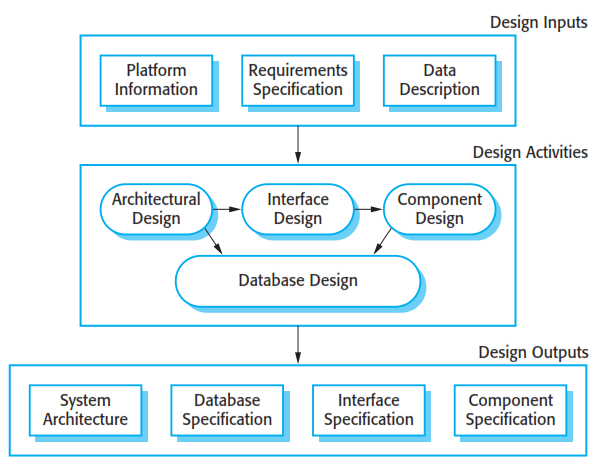 Design Inputs
Platform
Information
Requirements
Specification
Data
Description
Design Activities
Architectural
Design
Interface
Design
Component
Design
Database Design
Design Outputs
System
Architecture
Database
Specification
Interface
Specification
Component
Specification